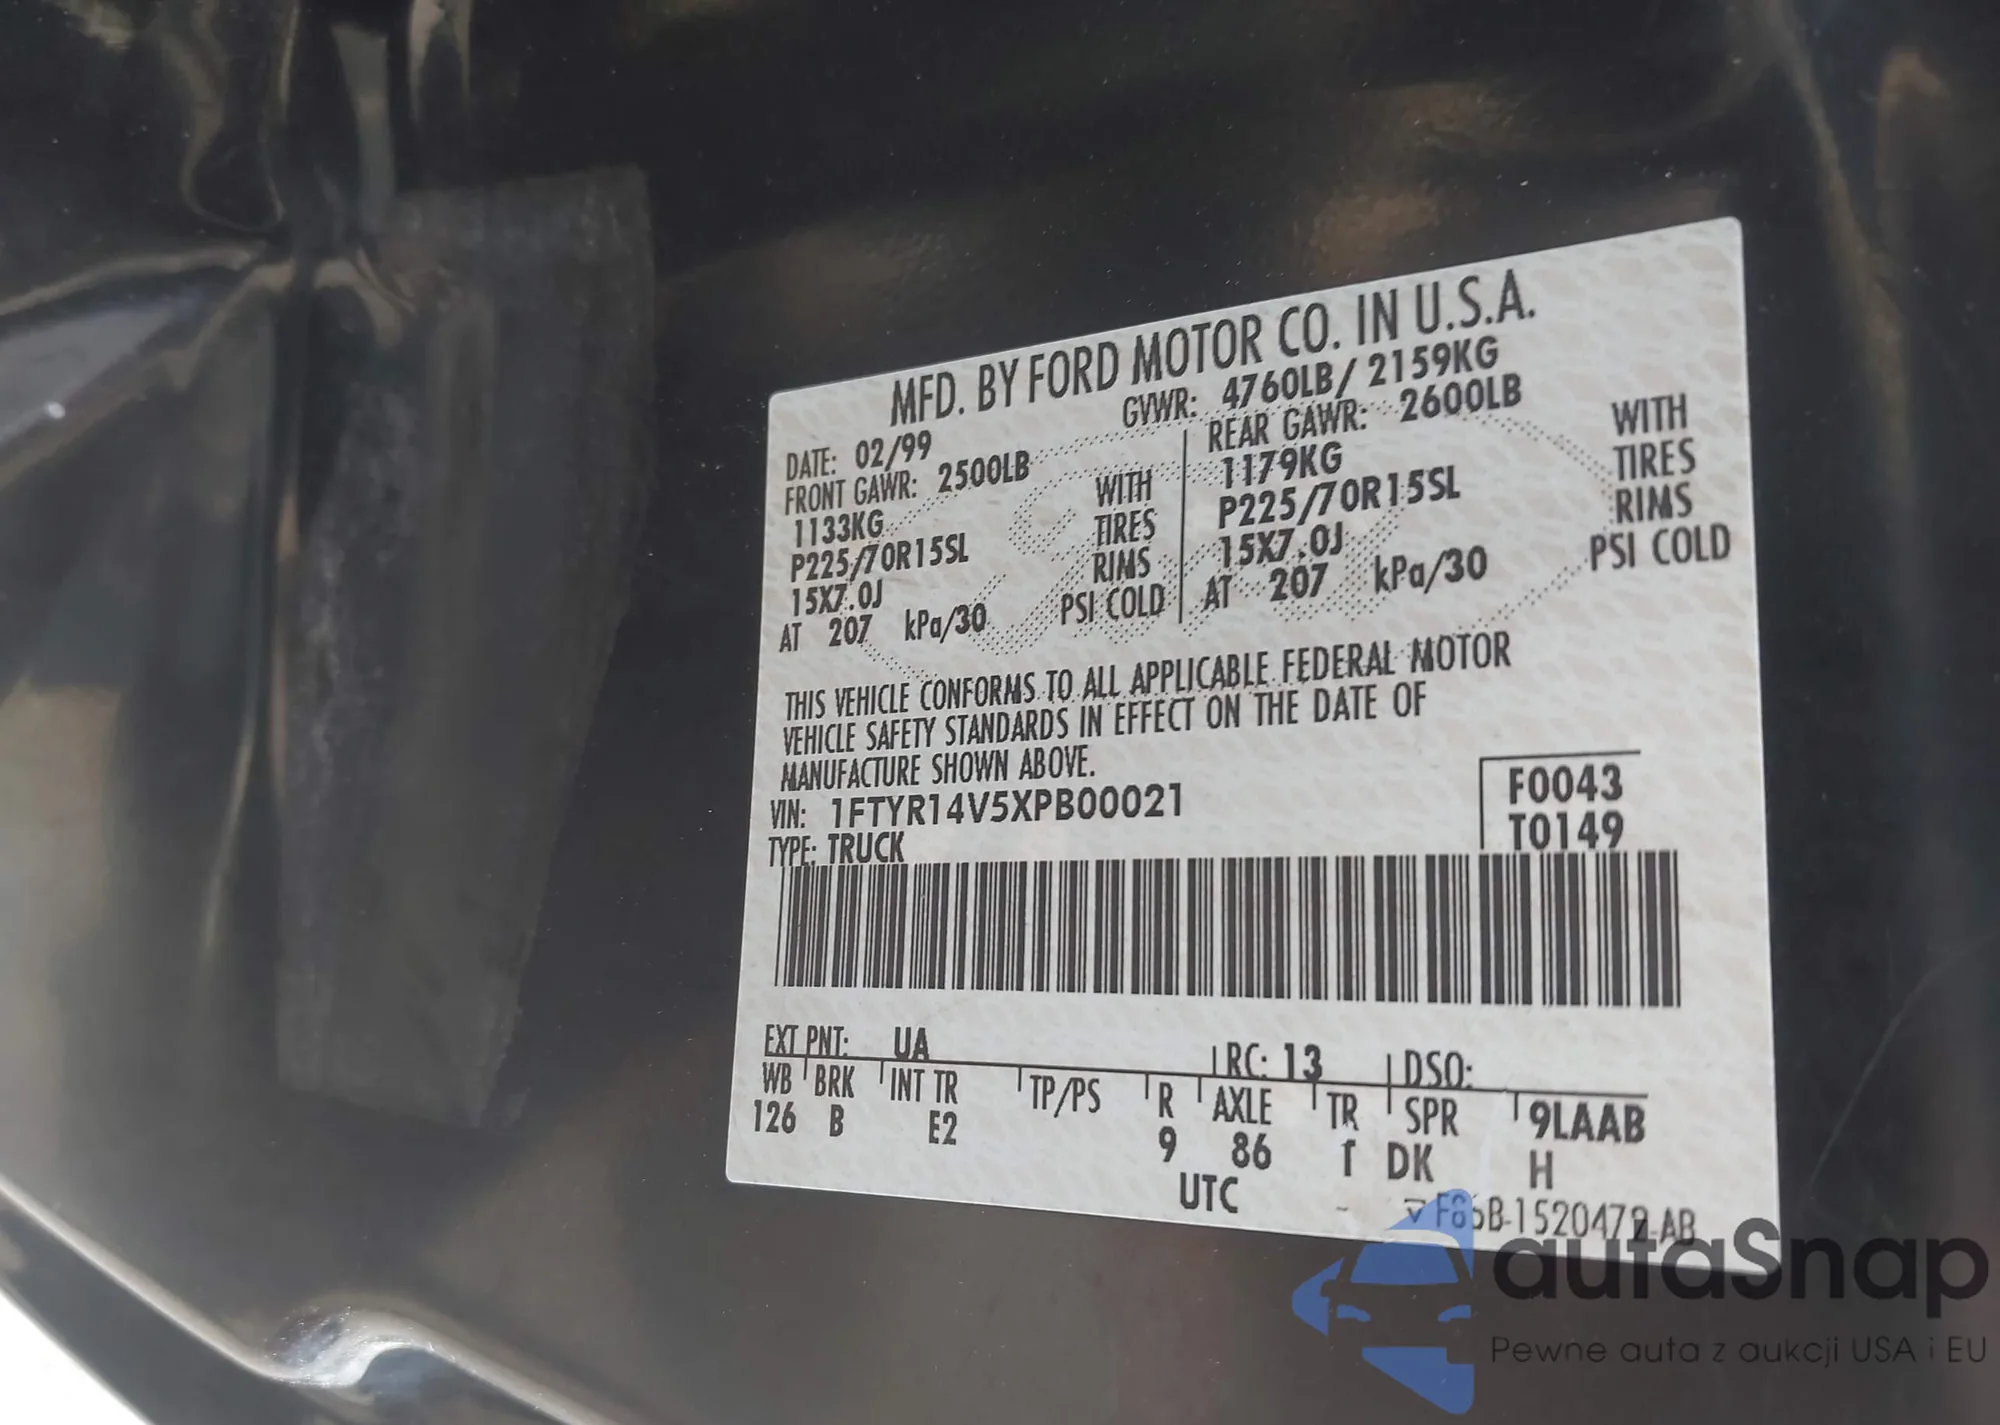 MFD. BY FORD MOTOR CO. IN U.S.A.
DATE: 02/99 GVWR: 4760LB/ 2159KG
FRONT GAWR: 2500LB REAR GAWR: 2600LB
1133KG WITH 1179KG WITH
P225/70R15SL TIRES P225/70R15SL TIRES
15X7.0J RIMS 15X7.0J RIMS
AT 207 kPa/30 PSI COLD AT 207 kPa/30 PSI COLD
THIS VEHICLE CONFORMS TO ALL APPLICABLE FEDERAL MOTOR
VEHICLE SAFETY STANDARDS IN EFFECT ON THE DATE OF
MANUFACTURE SHOWN ABOVE.
VIN: 1FTYR14V5XPB00021 F0043
TYPE: TRUCK T0149
EXT PNT: UA RC: 13 DSO:
WB BRK INT TR TP/PS R AXLE TR SPR 9LAAB
126 B E2 9 86 T DK H
UTC
autaSnap
Pewne auta z aukcji USA i EU